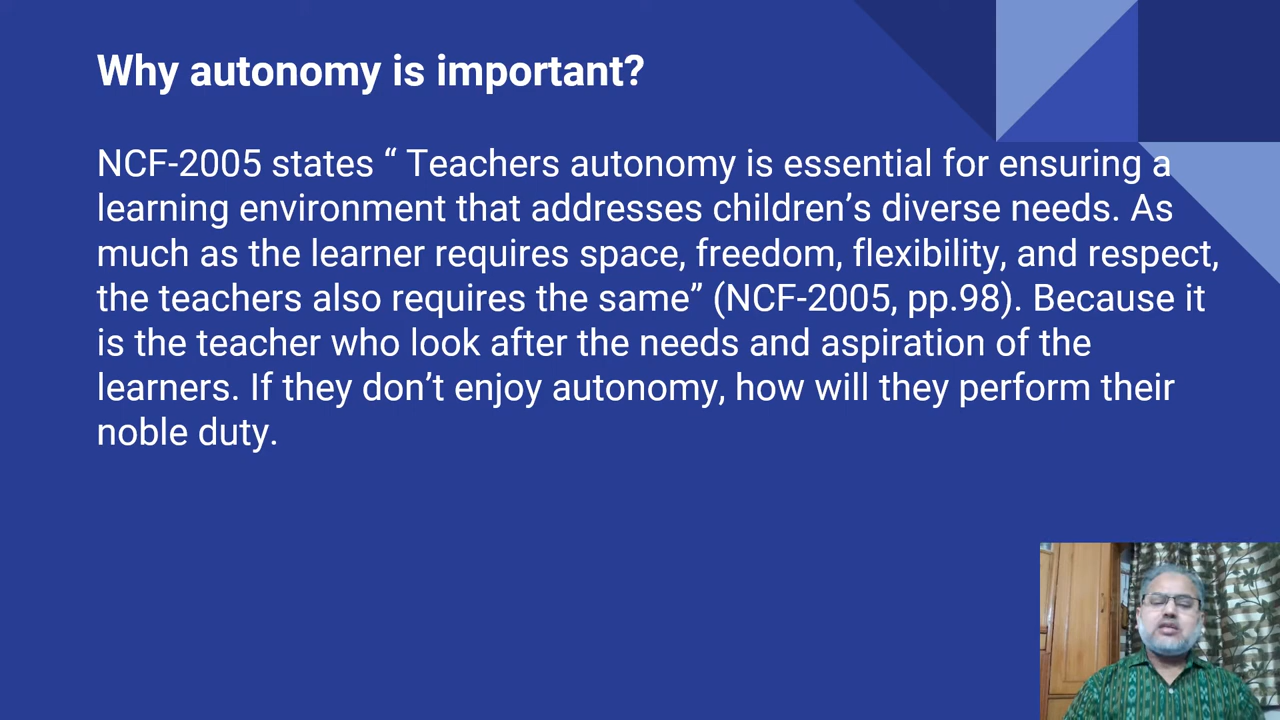 Why autonomy is important?
NCF-2005 states “ Teachers autonomy is essential for ensuring a
learning environment that addresses children’s diverse needs. As
much as the learner requires space, freedom, flexibility, and respect,
the teachers also requires the same” (NCF-2005, pp.98). Because it
is the teacher who look after the needs and aspiration of the
learners. If they don’t enjoy autonomy, how will they perform their
noble duty.